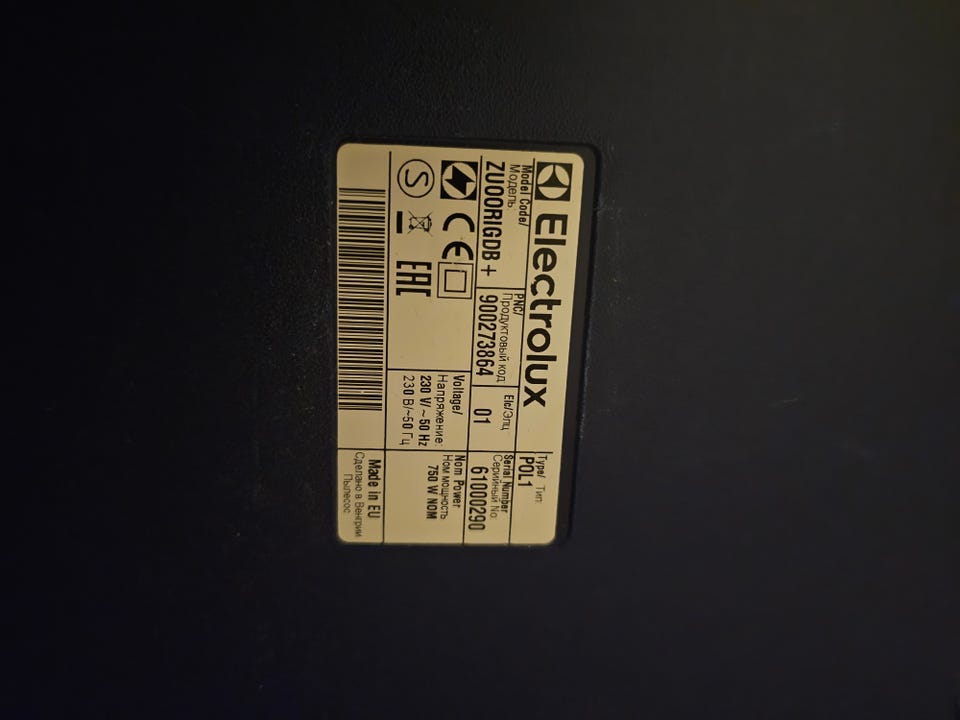 Electrolux
Type/ Тип:
POL1
Model Code/
Модель:
ZUOORIGDB+
PNC/
Продуктовый код
900273864
Elc/Элц
01
Serial Number
Серийный No:
61000290
S
CE
EAC
Voltage/
Напряжение:
230 V/~50 Hz
230 В/~50 Гц
Nom Power
Ном мощность
750 W NOM
Made in EU
Сделано в Венгрии
Пылесос